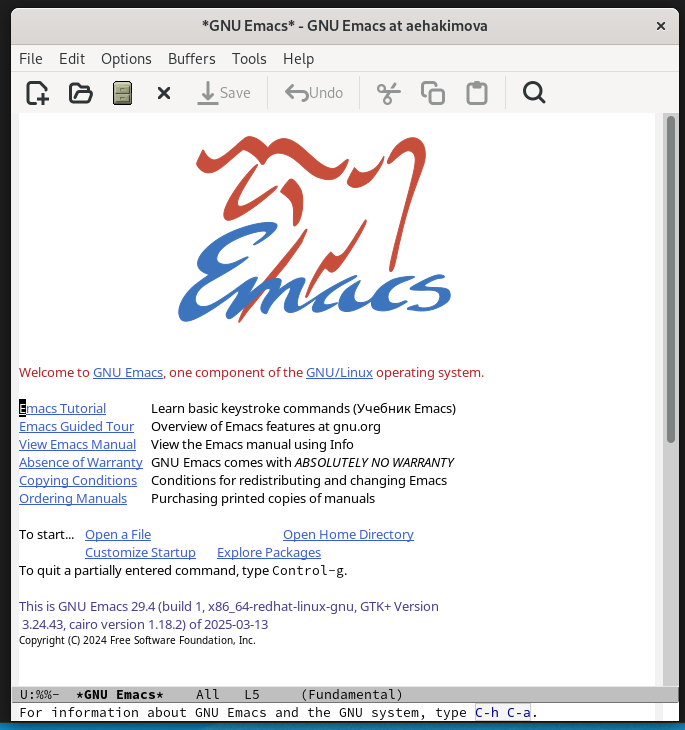 *GNU Emacs* - GNU Emacs at aehakimova
File Edit Options Buffers Tools Help
Save Undo
Emacs
Welcome to GNU Emacs, one component of the GNU/Linux operating system.
Emacs Tutorial Learn basic keystroke commands (Учебник Emacs)
Emacs Guided Tour Overview of Emacs features at gnu.org
View Emacs Manual View the Emacs manual using Info
Absence of Warranty GNU Emacs comes with ABSOLUTELY NO WARRANTY
Copying Conditions Conditions for redistributing and changing Emacs
Ordering Manuals Purchasing printed copies of manuals
To start... Open a File Open Home Directory
Customize Startup Explore Packages
To quit a partially entered command, type Control-g.
This is GNU Emacs 29.4 (build 1, x86_64-redhat-linux-gnu, GTK+ Version
3.24.43, cairo version 1.18.2) of 2025-03-13
Copyright (C) 2024 Free Software Foundation, Inc.
U:%%- *GNU Emacs* All L5 (Fundamental)
For information about GNU Emacs and the GNU system, type C-h C-a.